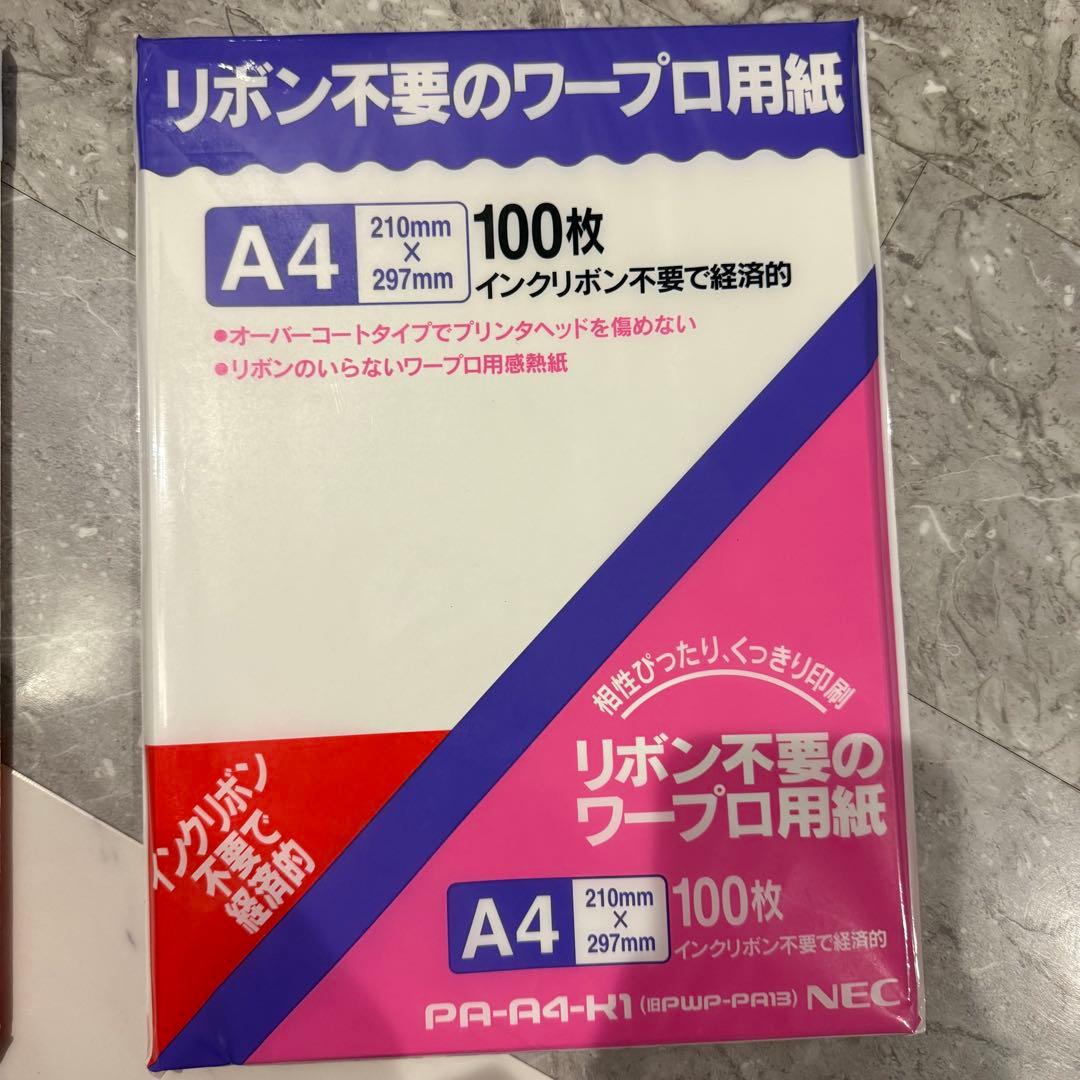 リボン不要のワープロ用紙
A4
210mm
×
297mm
100枚
インクリボン不要で経済的
●オーバーコートタイプでプリンタヘッドを傷めない
●リボンのいらないワープロ用感熱紙
相性ぴったり、くっきり印刷
リボン不要の
ワープロ用紙
インクリボン
不要で
経済的
A4
210mm
×
297mm
100枚
インクリボン不要で経済的
PA-A4-K1(旧PWP-PA13) NEC